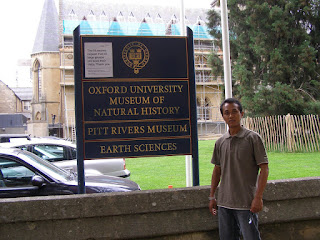 OXFORD UNIVERSITY
MUSEUM OF
NATURAL HISTORY
PITT RIVERS MUSEUM
EARTH SCIENCES